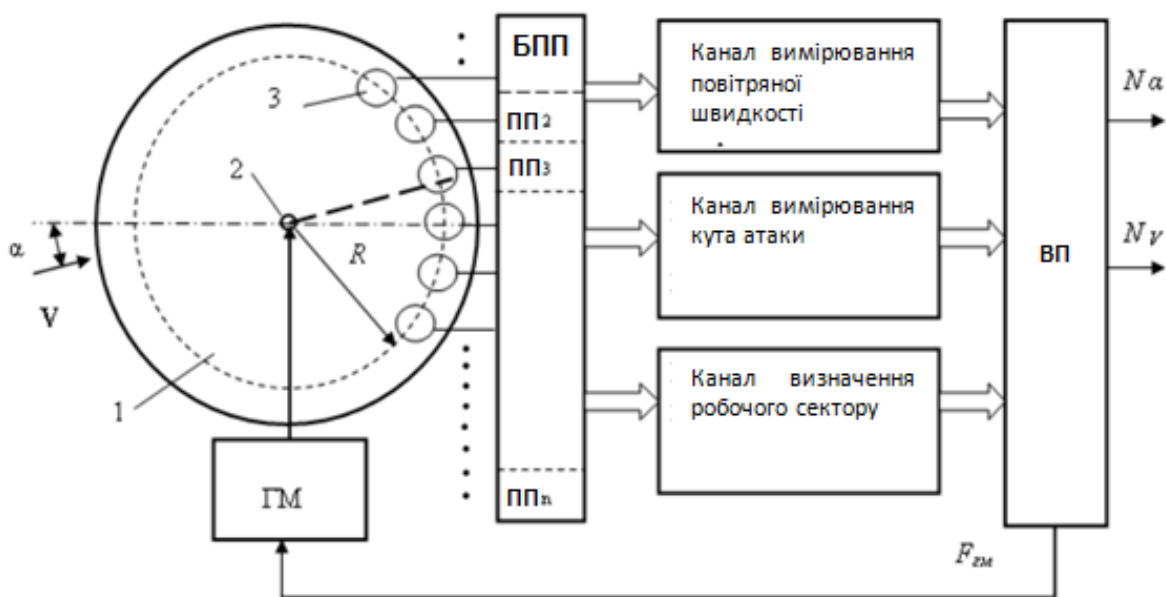 БПП
ПП2
ПП3
ППn
Канал вимірювання
повітряної
швидкості
Канал вимірювання
кута атаки
Канал визначення
робочого сектору
ВП
Nα
NV
3
2
R
α
V
1
ГМ
Fгм